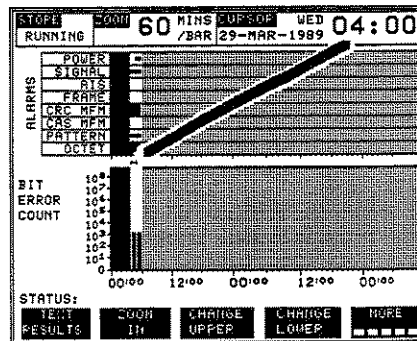 STORE ZOOM 60 MINS /BAR CURSOR WED 04:00
RUNNING 29-MAR-1989
ALARMS
POWER
SIGNAL
AIS
FRAME
CRC MFM
CAS MFM
PATTERN
OCTET
BIT ERROR COUNT
10⁸
10⁷
10⁶
10⁵
10⁴
10³
10²
10¹
0
00:00 12:00 00:00 12:00 00:00
STATUS:
TEXT RESULTS
ZOOM IN
CHANGE UPPER
CHANGE LOWER
MORE